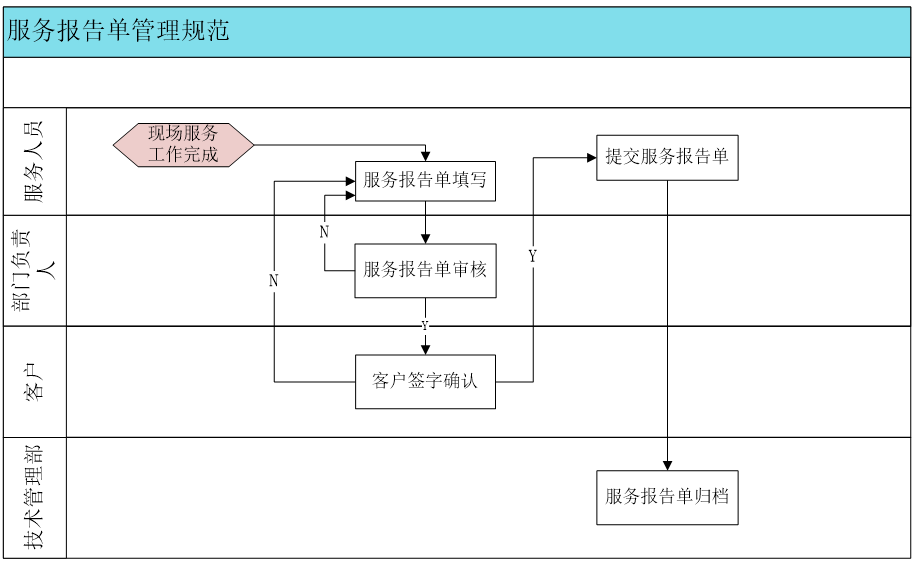 服务报告单管理规范
服务人员
现场服务
工作完成
服务报告单填写
提交服务报告单
部门负责
人
N
服务报告单审核
Y
N
Y
客户
客户签字确认
技术管理部
服务报告单归档